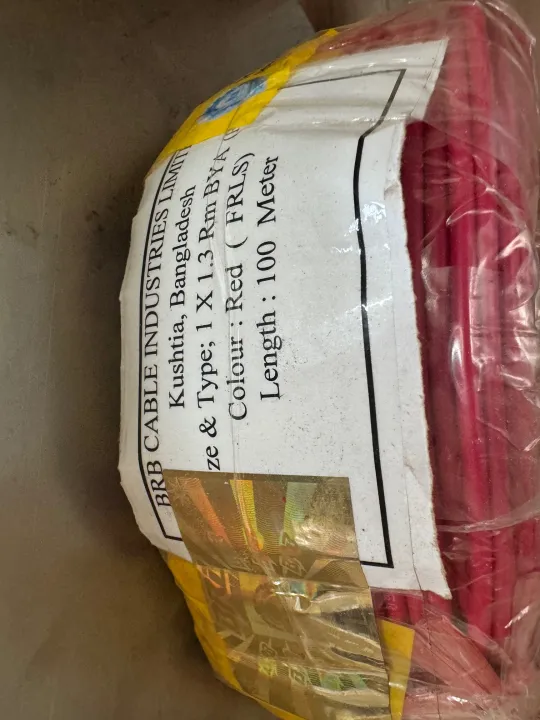 BRB CABLE INDUSTRIES LIMIT
Kushtia, Bangladesh
ze & Type; 1 X 1.3 Rm BYA (
Colour : Red ( FRLS)
Length : 100 Meter